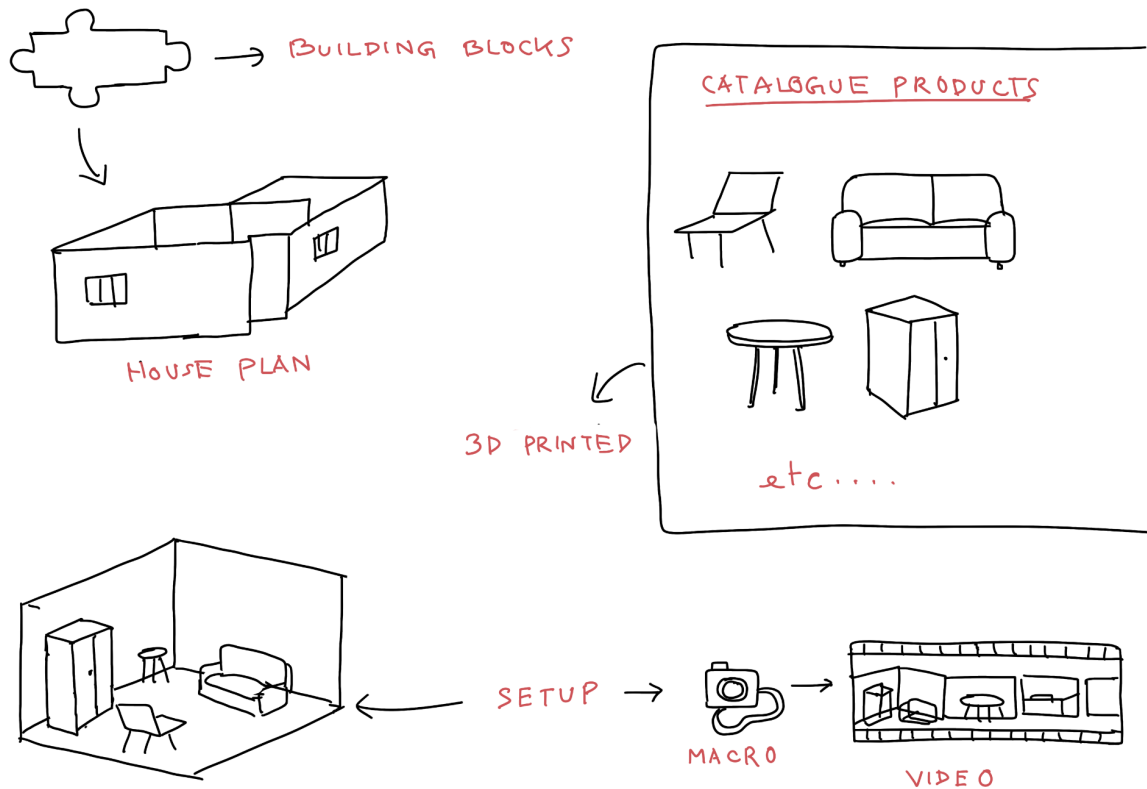 BUILDING BLOCKS
CATALOGUE PRODUCTS
HOUSE PLAN
3D PRINTED
etc....
SETUP
MACRO
VIDEO